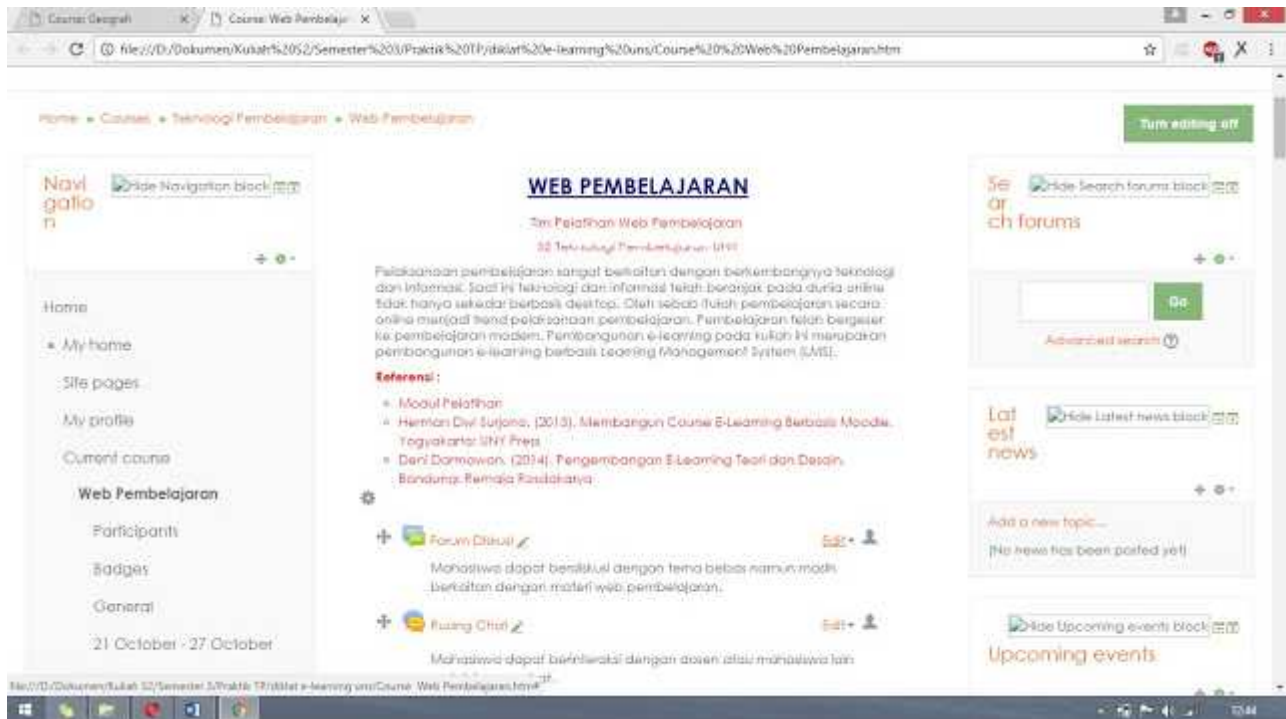 Course: Geografi
Course: Web Pembelajar
file:///D:/Dokumen/Kuliah%20S2/Semester%203/Praktik%20TP/diklat%20e-learning%20uns/Course%20%20Web%20Pembelajaran.htm
Home Courses Teknologi Pembelajaran Web Pembelajaran
Turn editing off
Navi
gatio
n
Hide Navigation block
Home
My home
Site pages
My profile
Current course
Web Pembelajaran
Participants
Badges
General
21 October - 27 October
WEB PEMBELAJARAN
Tim Pelatihan Web Pembelajaran
S2 Teknologi Pembelajaran
Pelaksanaan pembelajaran sangat berkaitan dengan berkembangnya teknologi
dan informasi. Saat ini teknologi dan informasi telah beranjak pada dunia online
tidak hanya sekedar berbasis desktop. Oleh sebab itulah pembelajaran secara
online menjadi trend pelaksanaan pembelajaran. Pembelajaran telah bergeser
ke pembelajaran modern. Pembangunan e-learning pada kuliah ini merupakan
pembangunan e-learning berbasis Learning Management System (LMS).
Referensi :
Modul Pelatihan
Herman Dwi Surjono. (2013). Membangun Course E-Learning Berbasis Moodle.
Yogyakarta: UNY Press
Deni Darmawan. (2014). Pengembangan E-Learning Teori dan Desain.
Bandung: Remaja Rosdakarya
Forum Diskusi
Edit
Mahasiswa dapat berdiskusi dengan tema bebas namun masih
berkaitan dengan materi web pembelajaran.
Ruang Chat
Edit
Mahasiswa dapat berinteraksi dengan dosen atau mahasiswa lain
Se
ar
ch forums
Hide Search forums block
Go
Advanced search
Lat
est
news
Hide Latest news block
Add a new topic...
(No news has been posted yet)
Hide Upcoming events block
Upcoming events
file:///D:/Dokumen/Kuliah S2/Semester 3/Praktik TP/diklat e-learning uns/Course Web Pembelajaran.htm#
12:44